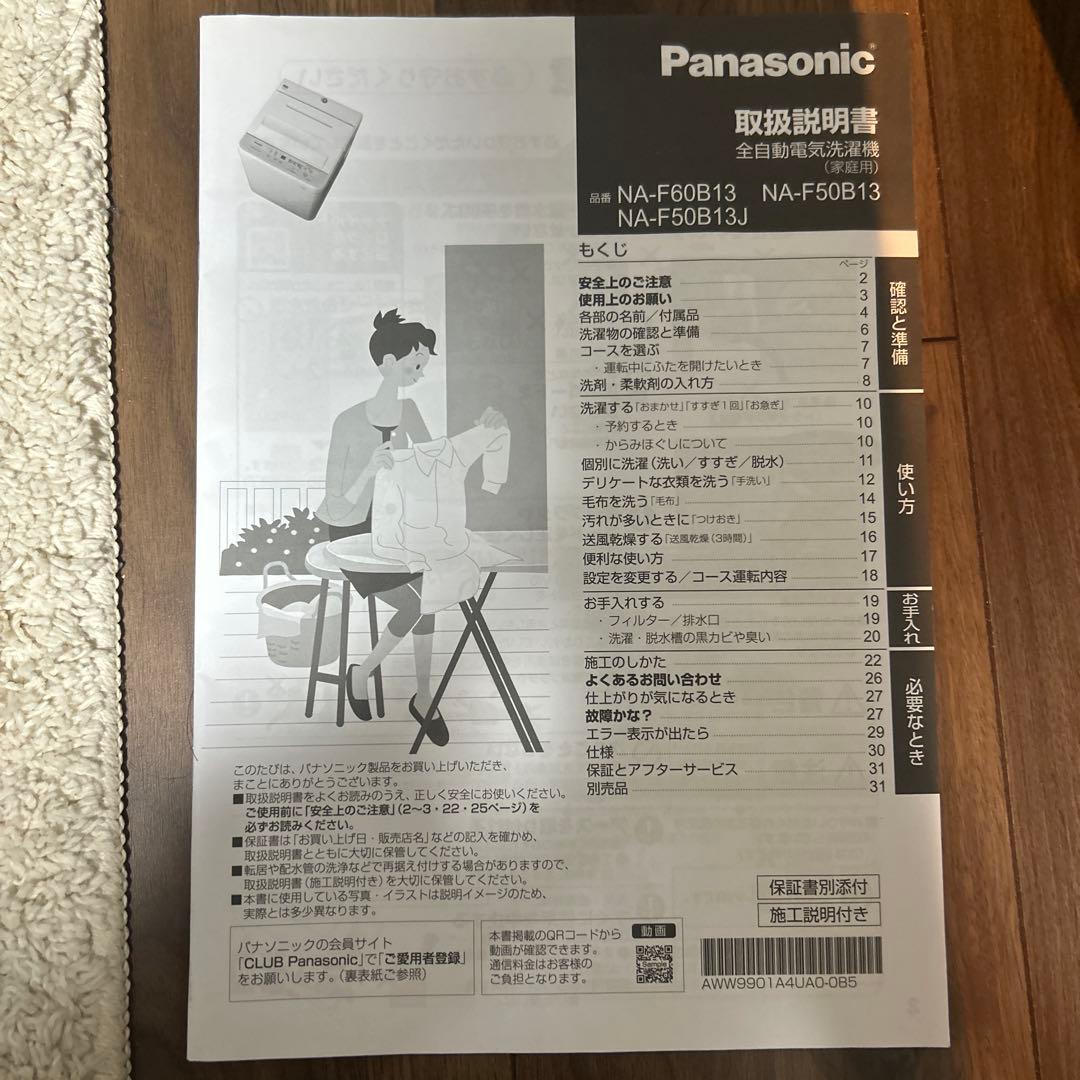 Panasonic®
取扱説明書
全自動電気洗濯機
(家庭用)
品番 NA-F60B13 NA-F50B13
NA-F50B13J
もくじ
ページ
安全上のご注意 2
使用上のお願い 3
各部の名前/付属品 4
洗濯物の確認と準備 6
コースを選ぶ 7
・運転中にふたを開けたいとき 7
洗剤・柔軟剤の入れ方 8
確認と準備
洗濯する「おまかせ」「すすぎ1回」「お急ぎ」 10
・予約するとき 10
・からみほぐしについて 10
個別に洗濯(洗い/すすぎ/脱水) 11
デリケートな衣類を洗う「手洗い」 12
毛布を洗う「毛布」 14
汚れが多いときに「つけおき」 15
送風乾燥する「送風乾燥(3時間)」 16
便利な使い方 17
設定を変更する/コース運転内容 18
使い方
お手入れする 19
・フィルター/排水口 19
・洗濯・脱水槽の黒カビや臭い 20
お手入れ
施工のしかた 22
よくあるお問い合わせ 26
仕上がりが気になるとき 27
故障かな? 27
エラー表示が出たら 29
仕様 30
保証とアフターサービス 31
別売品 31
必要なとき
このたびは、パナソニック製品をお買い上げいただき、
まことにありがとうございます。
■取扱説明書をよくお読みのうえ、正しく安全にお使いください。
ご使用前に「安全上のご注意」(2〜3・22・25ページ)を
必ずお読みください。
■保証書は「お買い上げ日・販売店名」などの記入を確かめ、
取扱説明書とともに大切に保管してください。
■転居や配水管の洗浄などで再据え付けする場合がありますので、
取扱説明書(施工説明付き)を大切に保管してください。
■本書に使用している写真・イラストは説明イメージのため、
実際とは多少異なります。
パナソニックの会員サイト
「CLUB Panasonic」で「ご愛用者登録」
をお願いします。(裏表紙ご参照)
本書掲載のQRコードから
動画が確認できます。
通信料金はお客様の
ご負担となります。
動画
Sample
保証書別添付
施工説明付き
AWW9901A4UA0-0B5